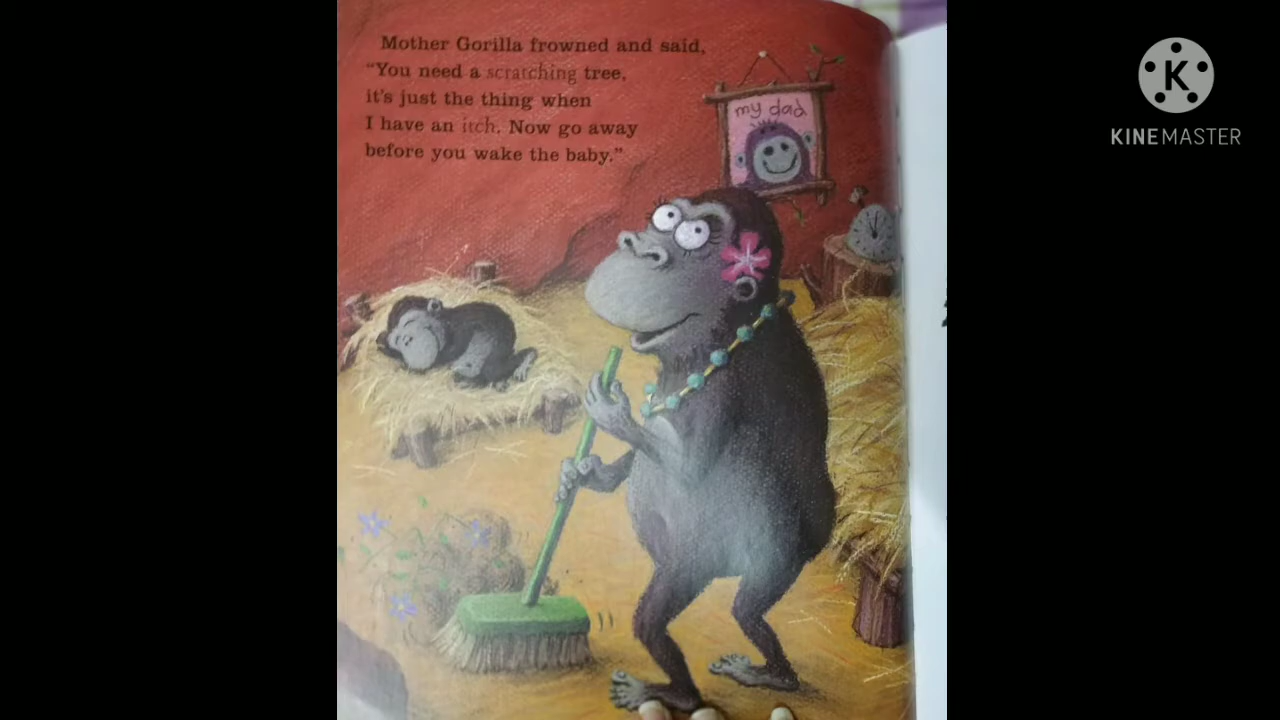 Mother Gorilla frowned and said,
"You need a scratching tree,
it's just the thing when
I have an itch. Now go away
before you wake the baby."
my dad
K
KINEMASTER